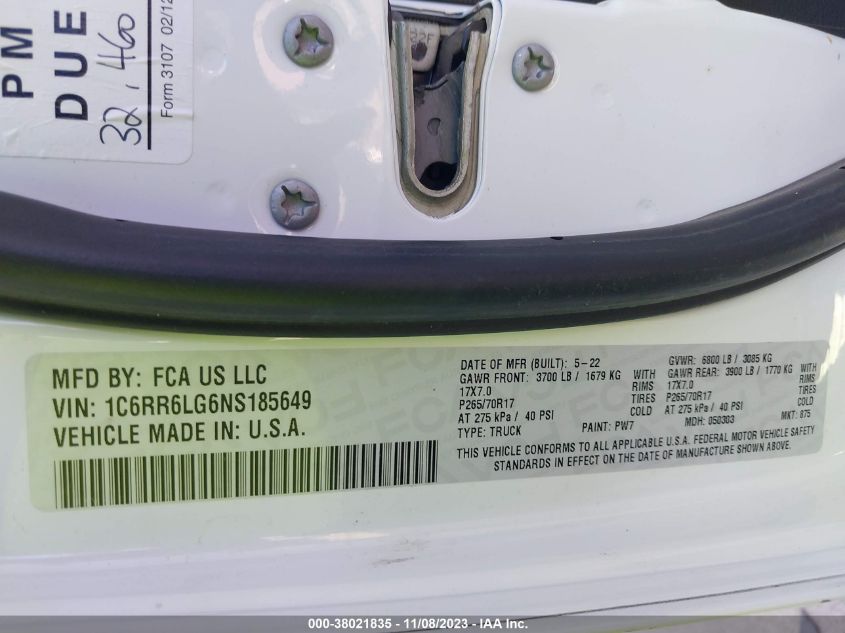 PM
DUE
32,460
Form 3107 02/12
MFD BY: FCA US LLC
VIN: 1C6RR6LG6NS185649
VEHICLE MADE IN: U.S.A.
DATE OF MFR (BUILT): 5-22 GVWR: 6800 LB / 3085 KG
GAWR FRONT: 3700 LB / 1679 KG WITH GAWR REAR: 3900 LB / 1770 KG WITH
17X7.0 RIMS 17X7.0 RIMS
P265/70R17 TIRES P265/70R17 TIRES
AT 275 kPa / 40 PSI COLD AT 275 kPa / 40 PSI COLD
TYPE: TRUCK PAINT: PW7 MDH: 050303 MKT: 875
THIS VEHICLE CONFORMS TO ALL APPLICABLE U.S.A. FEDERAL MOTOR VEHICLE SAFETY
STANDARDS IN EFFECT ON THE DATE OF MANUFACTURE SHOWN ABOVE.
000-38021835 - 11/08/2023 - IAA Inc.